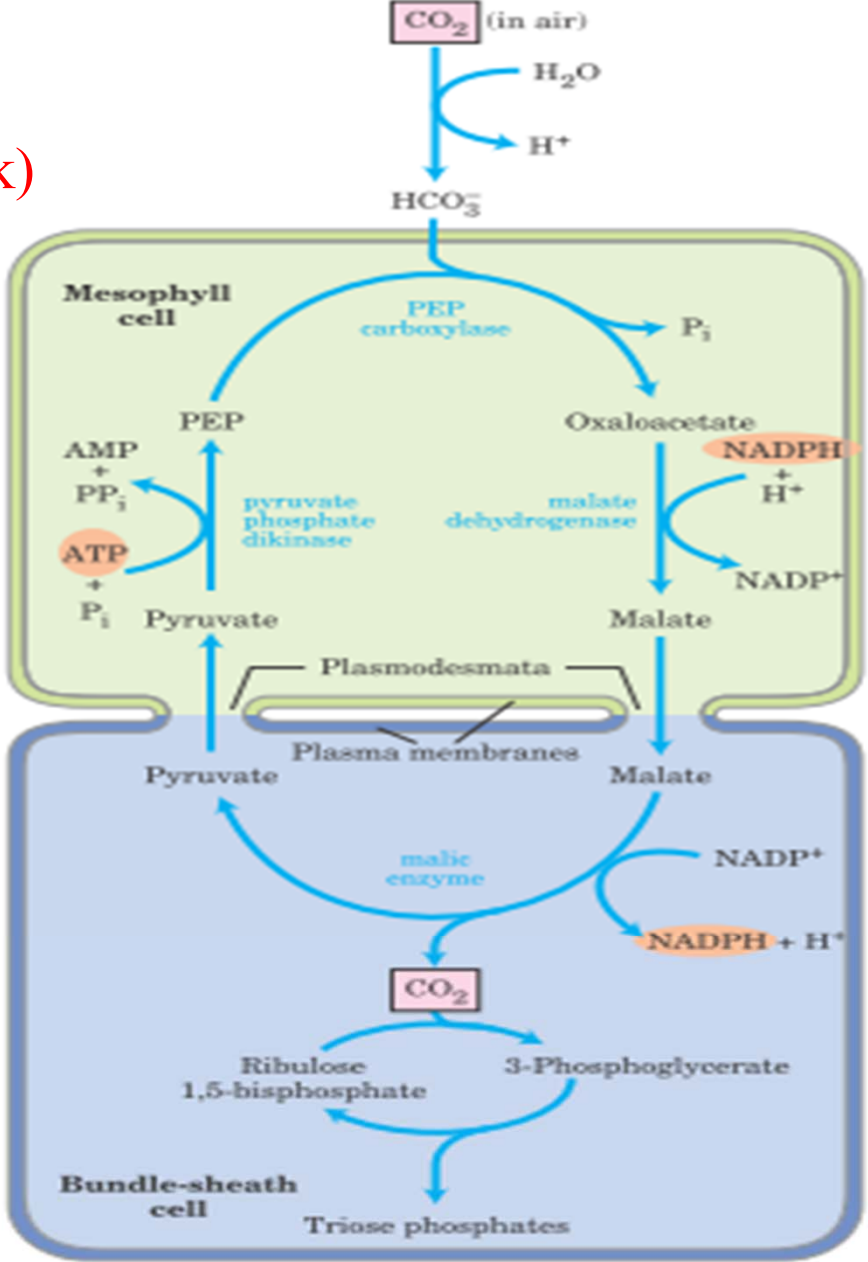 CO₂ (in air)
H₂O
H⁺
k)
HCO₃⁻
Mesophyll
cell
PEP
carboxylase
Pᵢ
PEP
Oxaloacetate
AMP
+
PPᵢ
NADPH
+
H⁺
pyruvate
phosphate
dikinase
malate
dehydrogenase
ATP
+
Pᵢ
NADP⁺
Pyruvate
Malate
Plasmodesmata
Plasma membranes
Pyruvate
Malate
malic
enzyme
NADP⁺
NADPH + H⁺
CO₂
Ribulose
1,5-bisphosphate
3-Phosphoglycerate
Bundle-sheath
cell
Triose phosphates